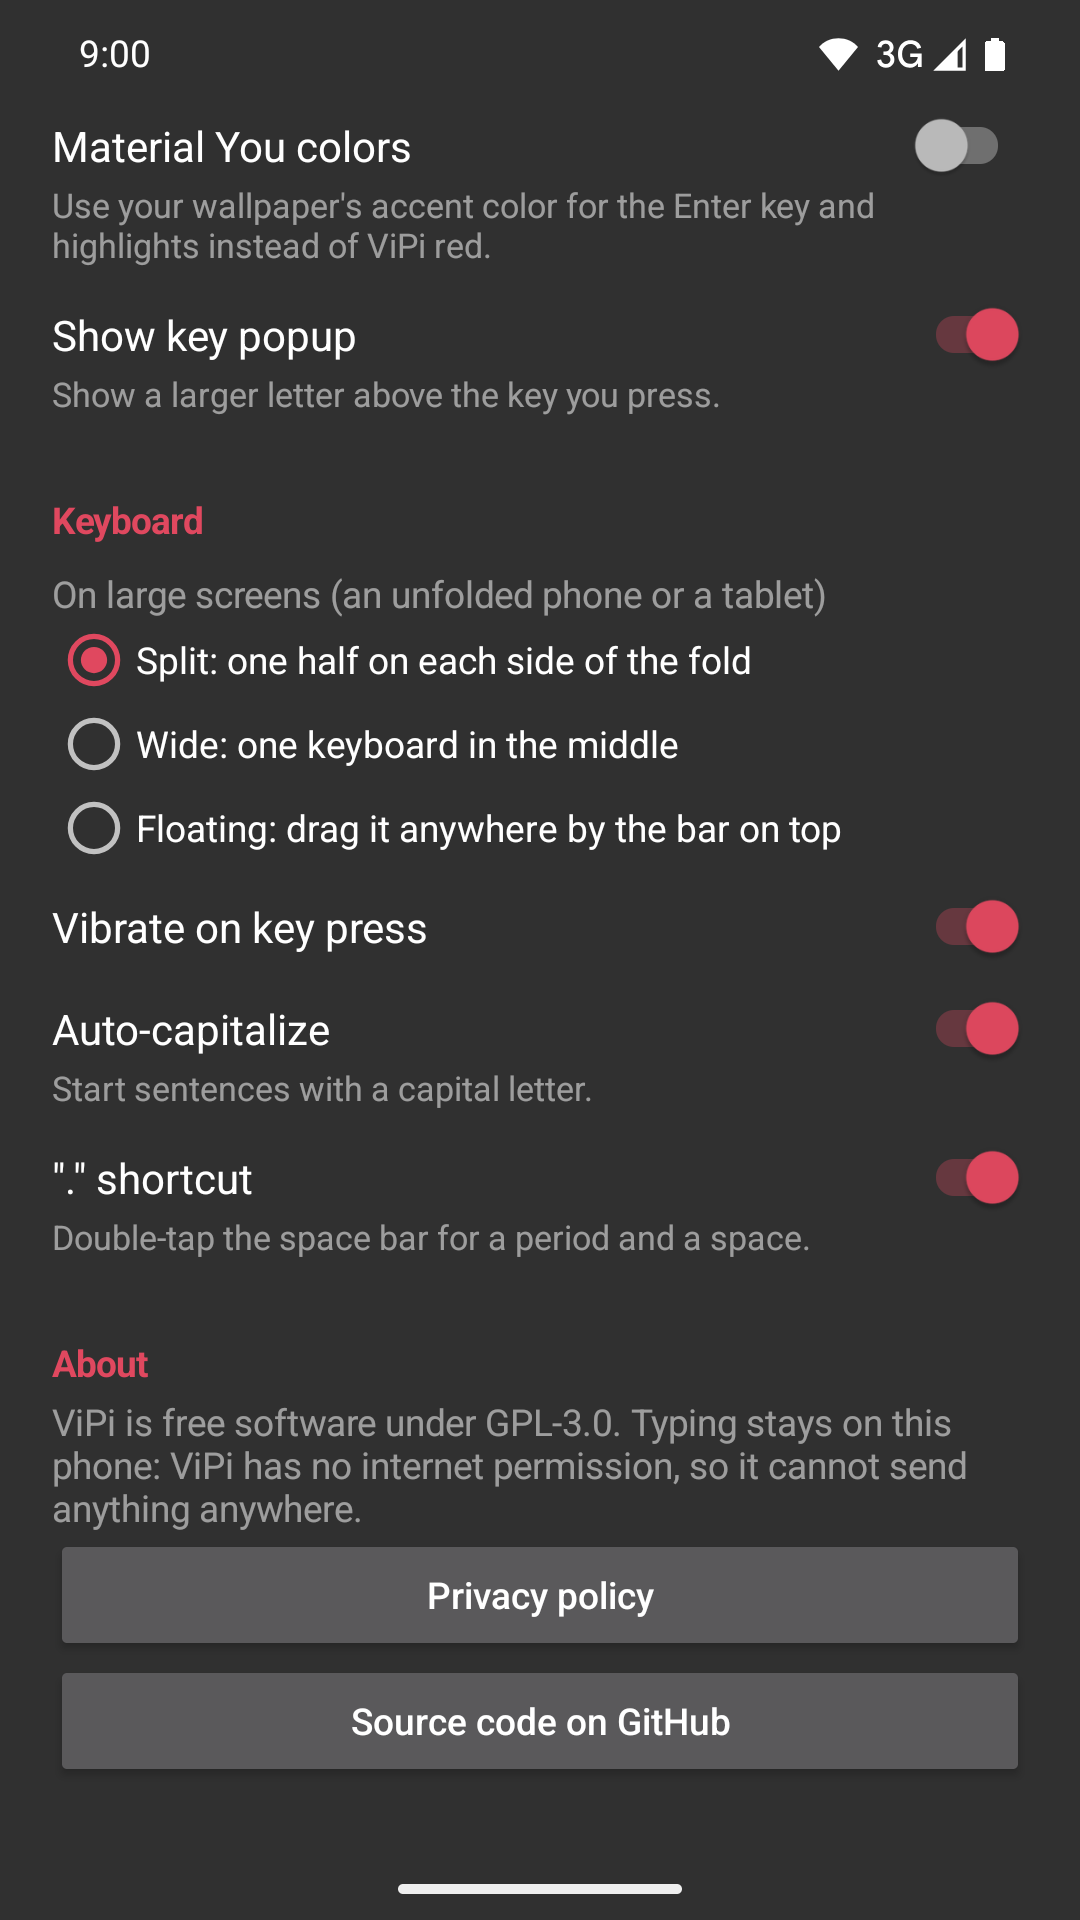 9:00
3G
Material You colors
Use your wallpaper's accent color for the Enter key and
highlights instead of ViPi red.
Show key popup
Show a larger letter above the key you press.
Keyboard
On large screens (an unfolded phone or a tablet)
Split: one half on each side of the fold
Wide: one keyboard in the middle
Floating: drag it anywhere by the bar on top
Vibrate on key press
Auto-capitalize
Start sentences with a capital letter.
"." shortcut
Double-tap the space bar for a period and a space.
About
ViPi is free software under GPL-3.0. Typing stays on this
phone: ViPi has no internet permission, so it cannot send
anything anywhere.
Privacy policy
Source code on GitHub